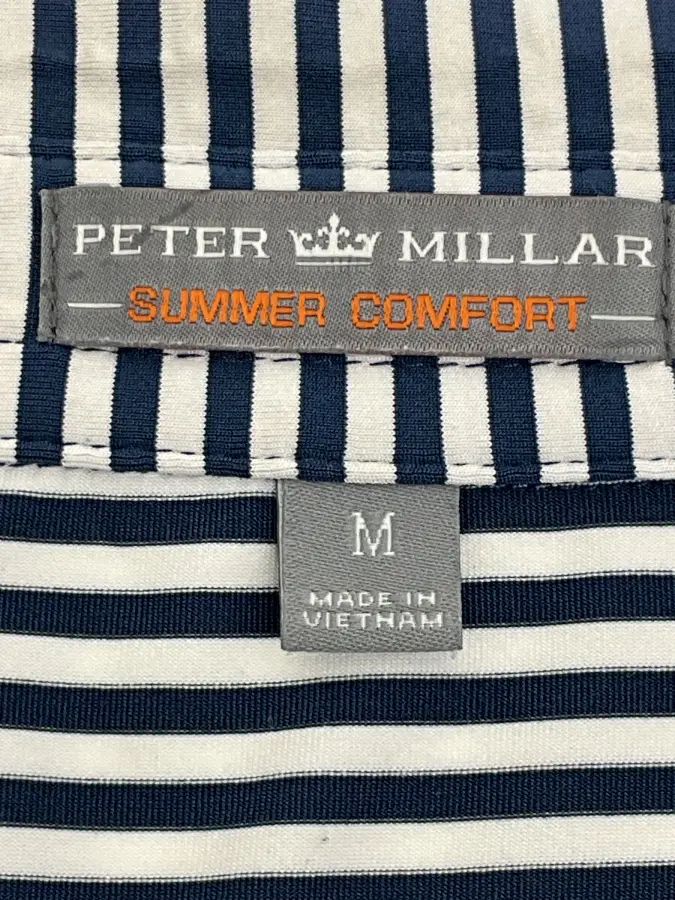 PETER MILLAR
SUMMER COMFORT
M
MADE IN
VIETNAM